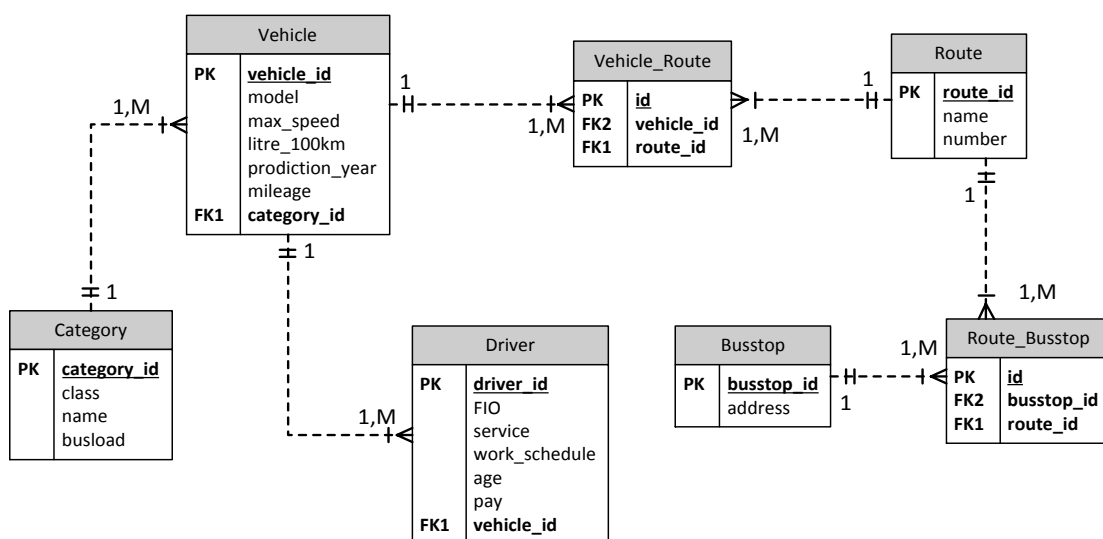 Vehicle
PK vehicle_id
model
max_speed
litre_100km
prodiction_year
mileage
FK1 category_id
1,M
1
Category
PK category_id
class
name
busload
1
1,M
Vehicle_Route
PK id
FK2 vehicle_id
FK1 route_id
1,M
1
Route
PK route_id
name
number
1
1,M
Driver
PK driver_id
FIO
service
work_schedule
age
pay
FK1 vehicle_id
1
1,M
Busstop
PK busstop_id
address
1
1,M
Route_Busstop
PK id
FK2 busstop_id
FK1 route_id
1
1,M